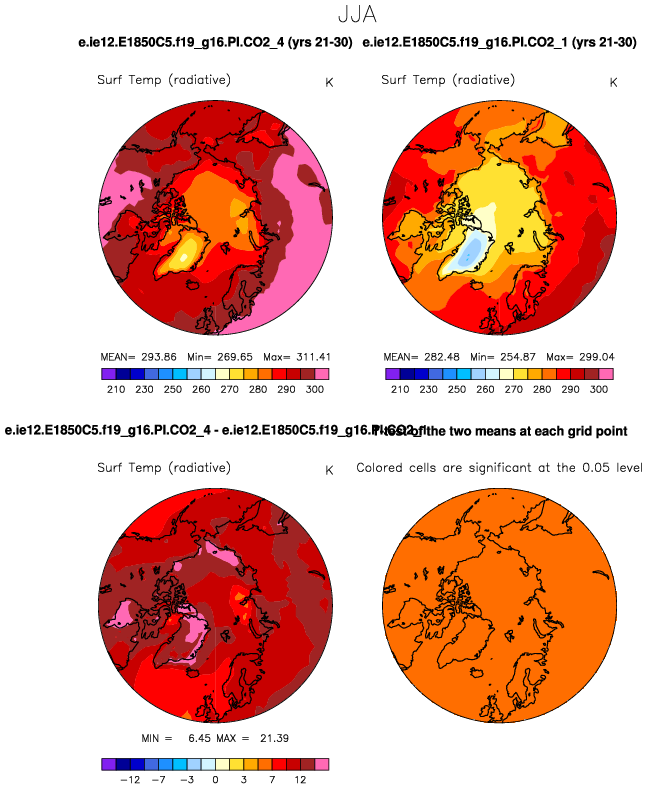 JJA
e.ie12.E1850C5.f19_g16.PI.CO2_4 (yrs 21-30) e.ie12.E1850C5.f19_g16.PI.CO2_1 (yrs 21-30)
Surf Temp (radiative) K Surf Temp (radiative) K
MEAN= 293.86 Min= 269.65 Max= 311.41 MEAN= 282.48 Min= 254.87 Max= 299.04
210 230 250 260 270 280 290 300 210 230 250 260 270 280 290 300
e.ie12.E1850C5.f19_g16.PI.CO2_4 - e.ie12.E1850C5.f19_g16.PI.CO2_1 T-test of the two means at each grid point
Surf Temp (radiative) K Colored cells are significant at the 0.05 level
MIN = 6.45 MAX = 21.39
-12 -7 -3 0 3 7 12